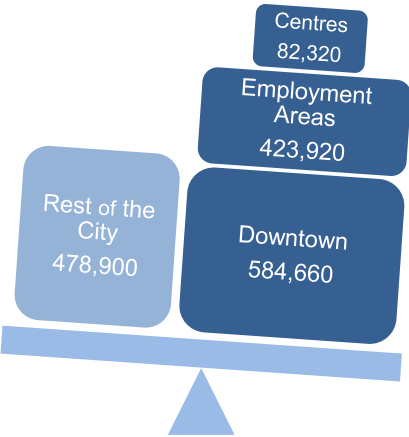 Centres
82,320
Employment
Areas
423,920
Rest of the
City
478,900
Downtown
584,660